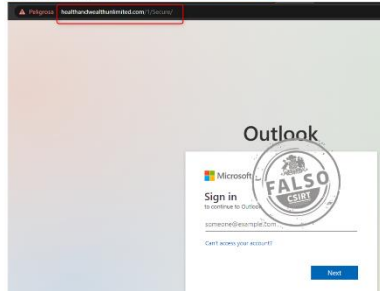 Peligroso healthandwealthunlimited.com/1/Secure/
Outlook
Microsoft
Sign in
to continue to Outlook
someone@example.com
Can't access your account?
Next
FALSO
CSIRT